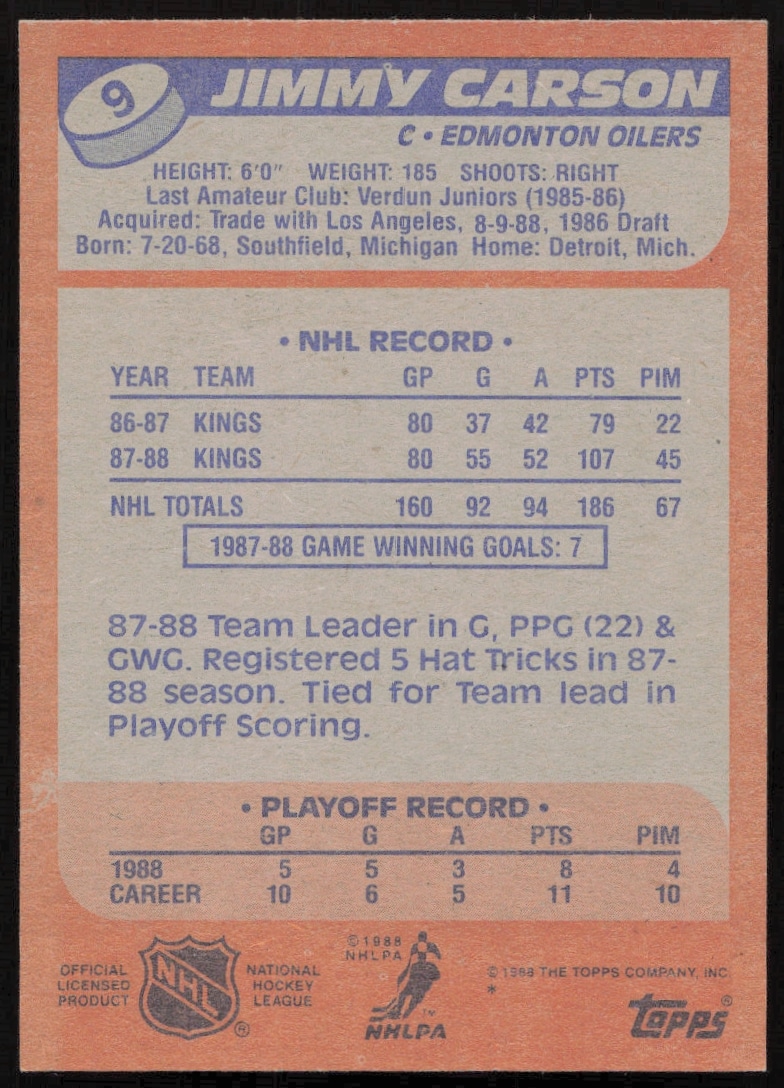 9
JIMMY CARSON
C • EDMONTON OILERS
HEIGHT: 6'0" WEIGHT: 185 SHOOTS: RIGHT
Last Amateur Club: Verdun Juniors (1985-86)
Acquired: Trade with Los Angeles, 8-9-88, 1986 Draft
Born: 7-20-68, Southfield, Michigan Home: Detroit, Mich.
• NHL RECORD •
YEAR TEAM GP G A PTS PIM
86-87 KINGS 80 37 42 79 22
87-88 KINGS 80 55 52 107 45
NHL TOTALS 160 92 94 186 67
1987-88 GAME WINNING GOALS: 7
87-88 Team Leader in G, PPG (22) &
GWG. Registered 5 Hat Tricks in 87-
88 season. Tied for Team lead in
Playoff Scoring.
• PLAYOFF RECORD •
GP G A PTS PIM
1988 5 5 3 8 4
CAREER 10 6 5 11 10
OFFICIAL
LICENSED
PRODUCT
NHL
®
NATIONAL
HOCKEY
LEAGUE
© 1988
NHLPA
TM
NHLPA
© 1988 THE TOPPS COMPANY, INC
*
topps®